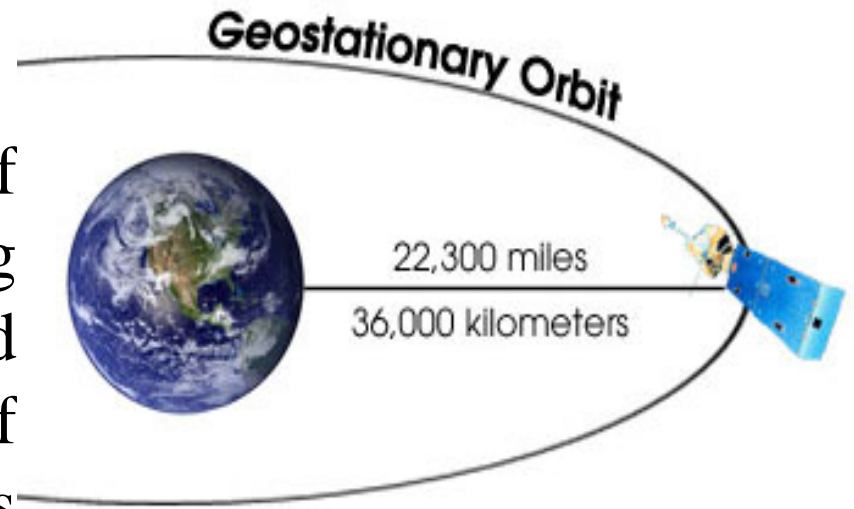 Geostationary Orbit
f
22,300 miles
g
36,000 kilometers
d
f
s